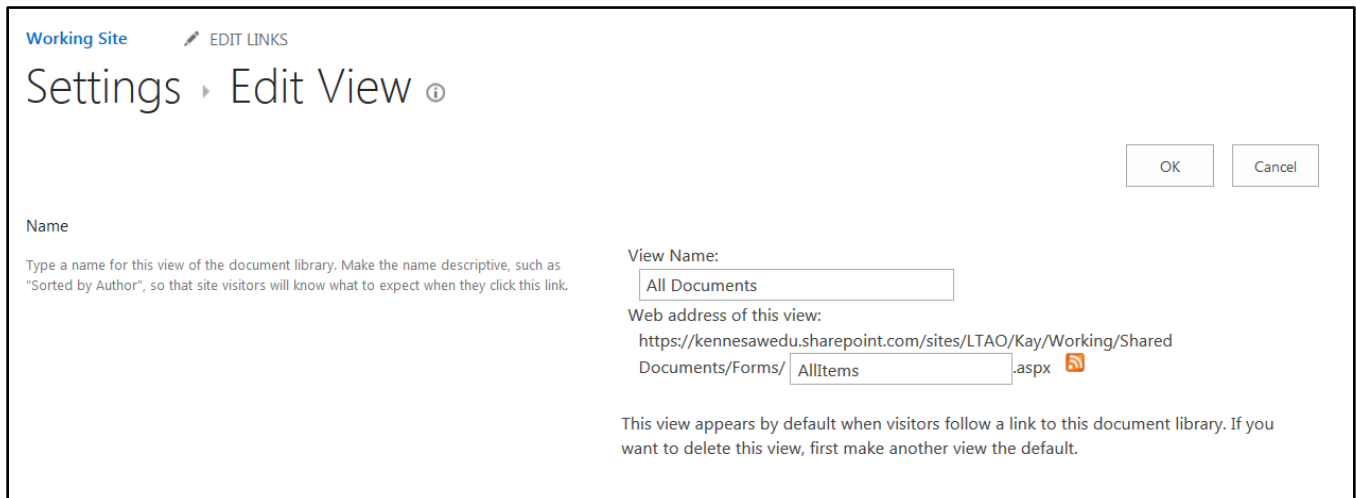 Working Site EDIT LINKS
Settings Edit View
OK Cancel
Name
Type a name for this view of the document library. Make the name descriptive, such as
"Sorted by Author", so that site visitors will know what to expect when they click this link.
View Name:
All Documents
Web address of this view:
https://kennesawedu.sharepoint.com/sites/LTAO/Kay/Working/Shared
Documents/Forms/ AllItems .aspx
This view appears by default when visitors follow a link to this document library. If you
want to delete this view, first make another view the default.